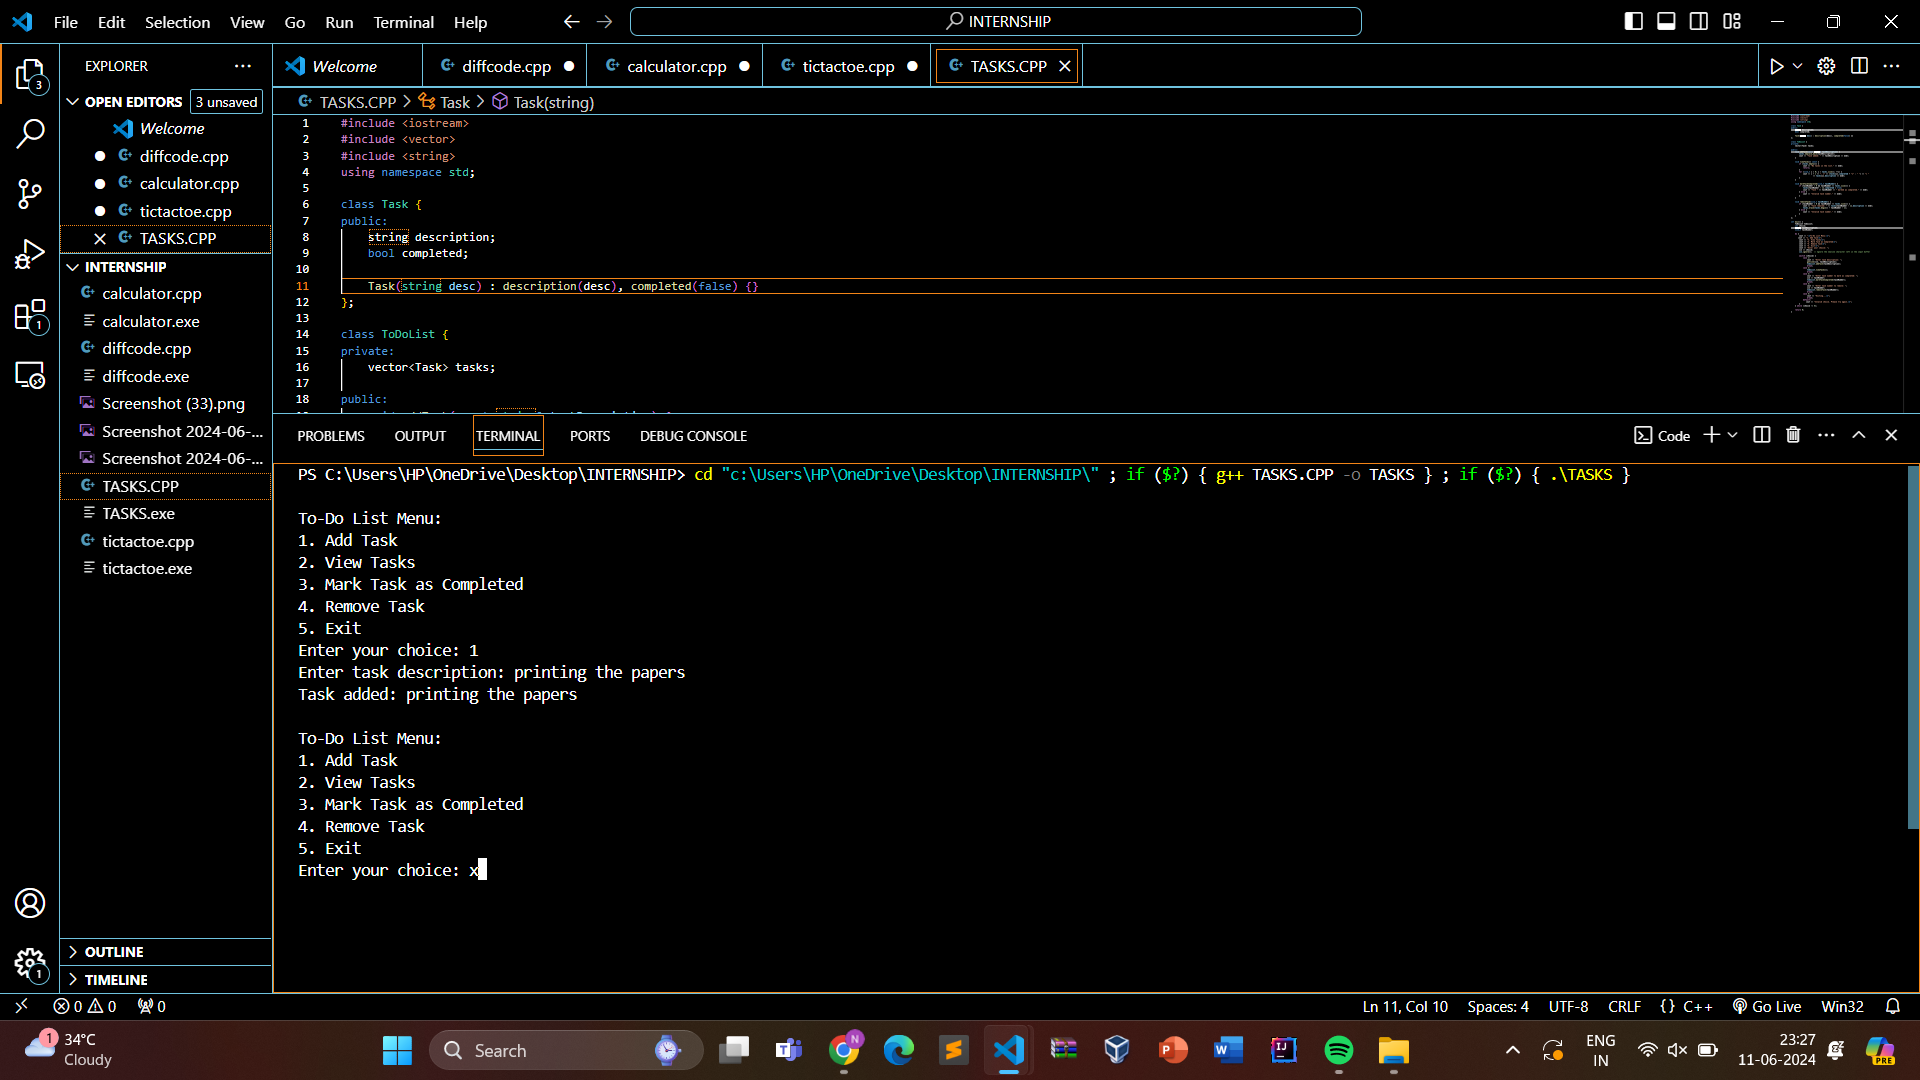 File Edit Selection View Go Run Terminal Help
INTERNSHIP
EXPLORER
Welcome
diffcode.cpp
calculator.cpp
tictactoe.cpp
TASKS.CPP
3
OPEN EDITORS 3 unsaved
Welcome
diffcode.cpp
calculator.cpp
tictactoe.cpp
TASKS.CPP
INTERNSHIP
calculator.cpp
calculator.exe
diffcode.cpp
diffcode.exe
Screenshot (33).png
Screenshot 2024-06-...
Screenshot 2024-06-...
TASKS.CPP
TASKS.exe
tictactoe.cpp
tictactoe.exe
1
OUTLINE
TIMELINE
1
TASKS.CPP > Task > Task(string)
1 #include <iostream>
2 #include <vector>
3 #include <string>
4 using namespace std;
5
6 class Task {
7 public:
8 string description;
9 bool completed;
10
11 Task(string desc) : description(desc), completed(false) {}
12 };
13
14 class ToDoList {
15 private:
16 vector<Task> tasks;
17
18 public:
PROBLEMS OUTPUT TERMINAL PORTS DEBUG CONSOLE
Code
PS C:\Users\HP\OneDrive\Desktop\INTERNSHIP> cd "c:\Users\HP\OneDrive\Desktop\INTERNSHIP\" ; if ($?) { g++ TASKS.CPP -o TASKS } ; if ($?) { .\TASKS }
To-Do List Menu:
1. Add Task
2. View Tasks
3. Mark Task as Completed
4. Remove Task
5. Exit
Enter your choice: 1
Enter task description: printing the papers
Task added: printing the papers
To-Do List Menu:
1. Add Task
2. View Tasks
3. Mark Task as Completed
4. Remove Task
5. Exit
Enter your choice: x
0 0 0
Ln 11, Col 10 Spaces: 4 UTF-8 CRLF {} C++ Go Live Win32
1
34°C
Cloudy
Search
N
ENG
IN
23:27
11-06-2024
PRE